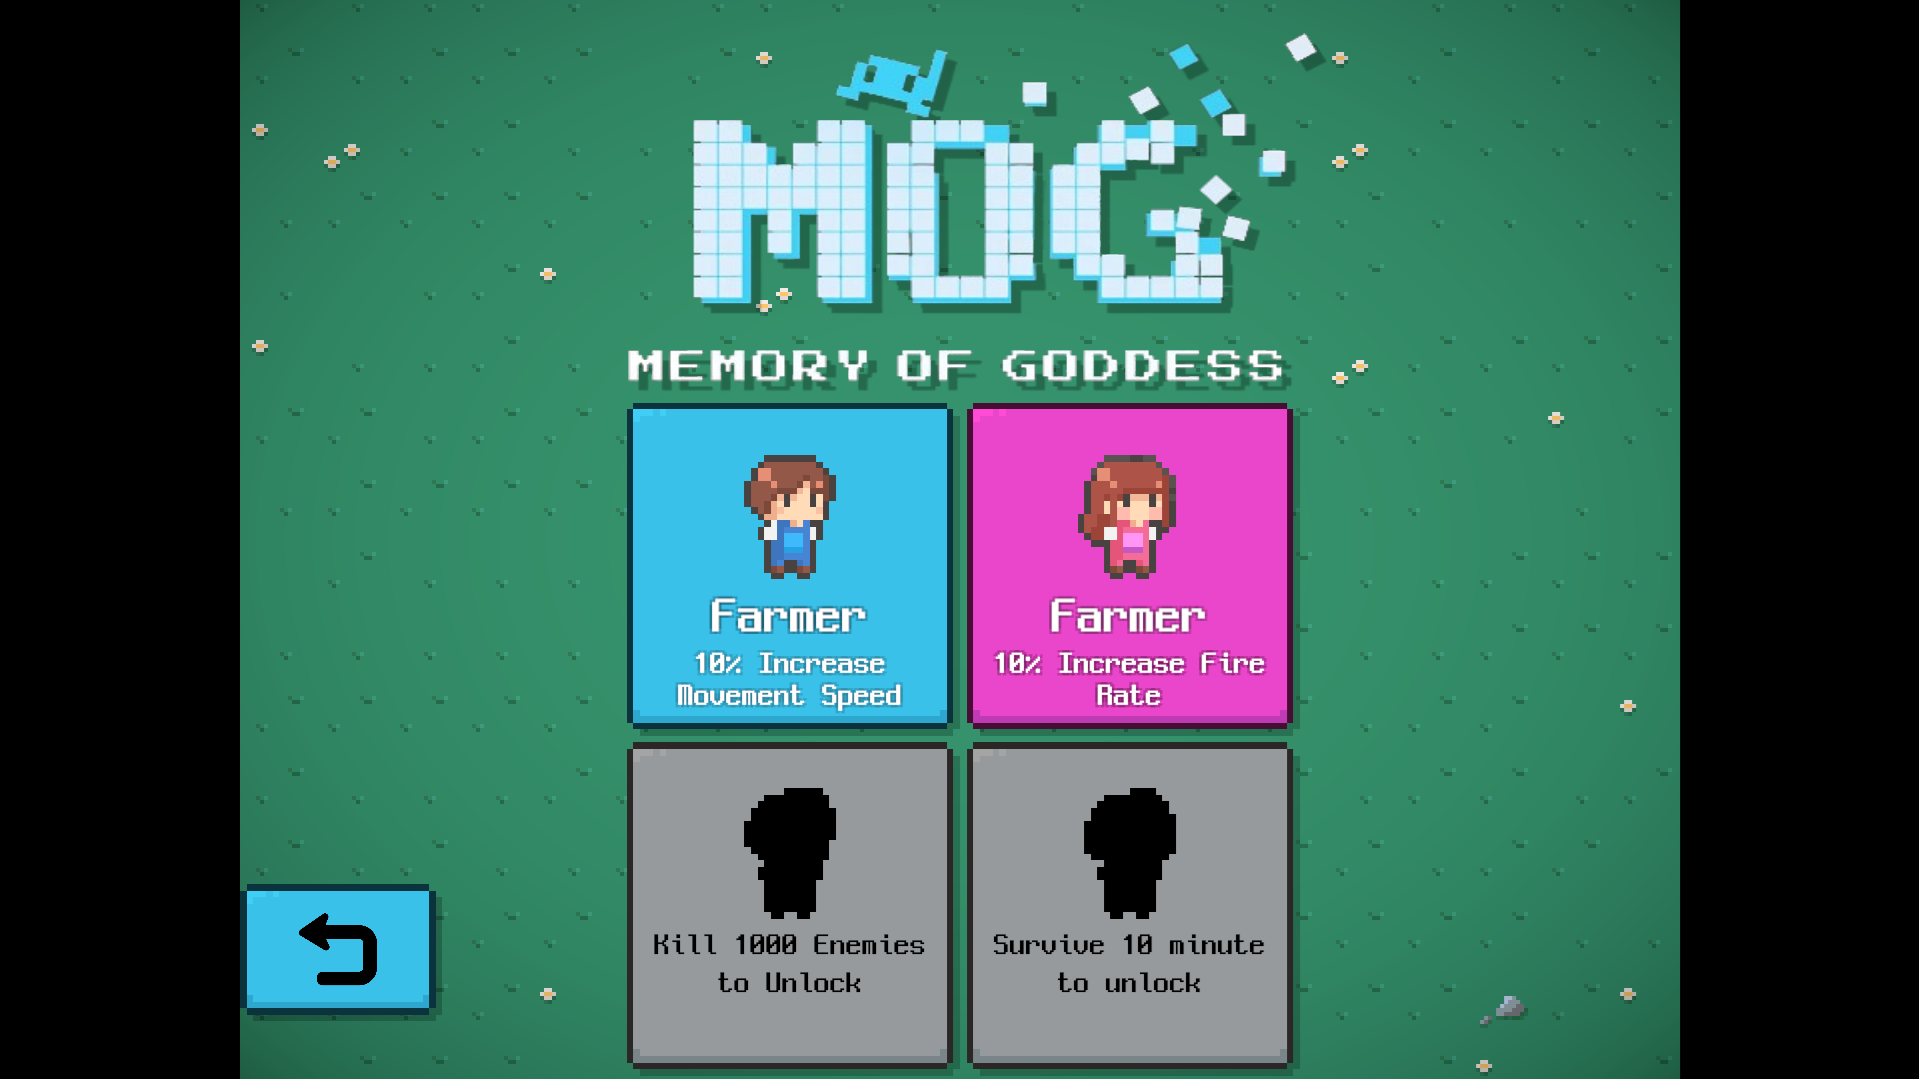 MOG
MEMORY OF GODDESS
Farmer
10% Increase
Movement Speed
Farmer
10% Increase Fire
Rate
Kill 1000 Enemies
to Unlock
Survive 10 minute
to unlock